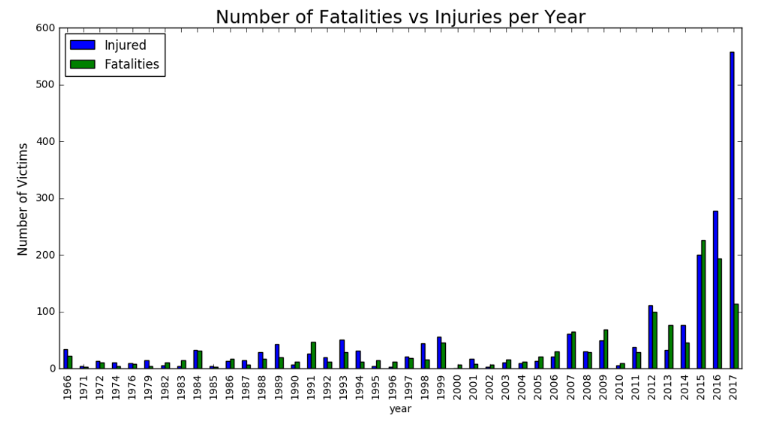 Number of Fatalities vs Injuries per Year
600
Injured
Fatalities
500
400
300
200
100
0
Number of Victims
1966 1971 1972 1974 1976 1979 1982 1983 1984 1985 1986 1987 1988 1989 1990 1991 1992 1993 1994 1995 1996 1997 1998 1999 2000 2001 2002 2003 2004 2005 2006 2007 2008 2009 2010 2011 2012 2013 2014 2015 2016 2017
year